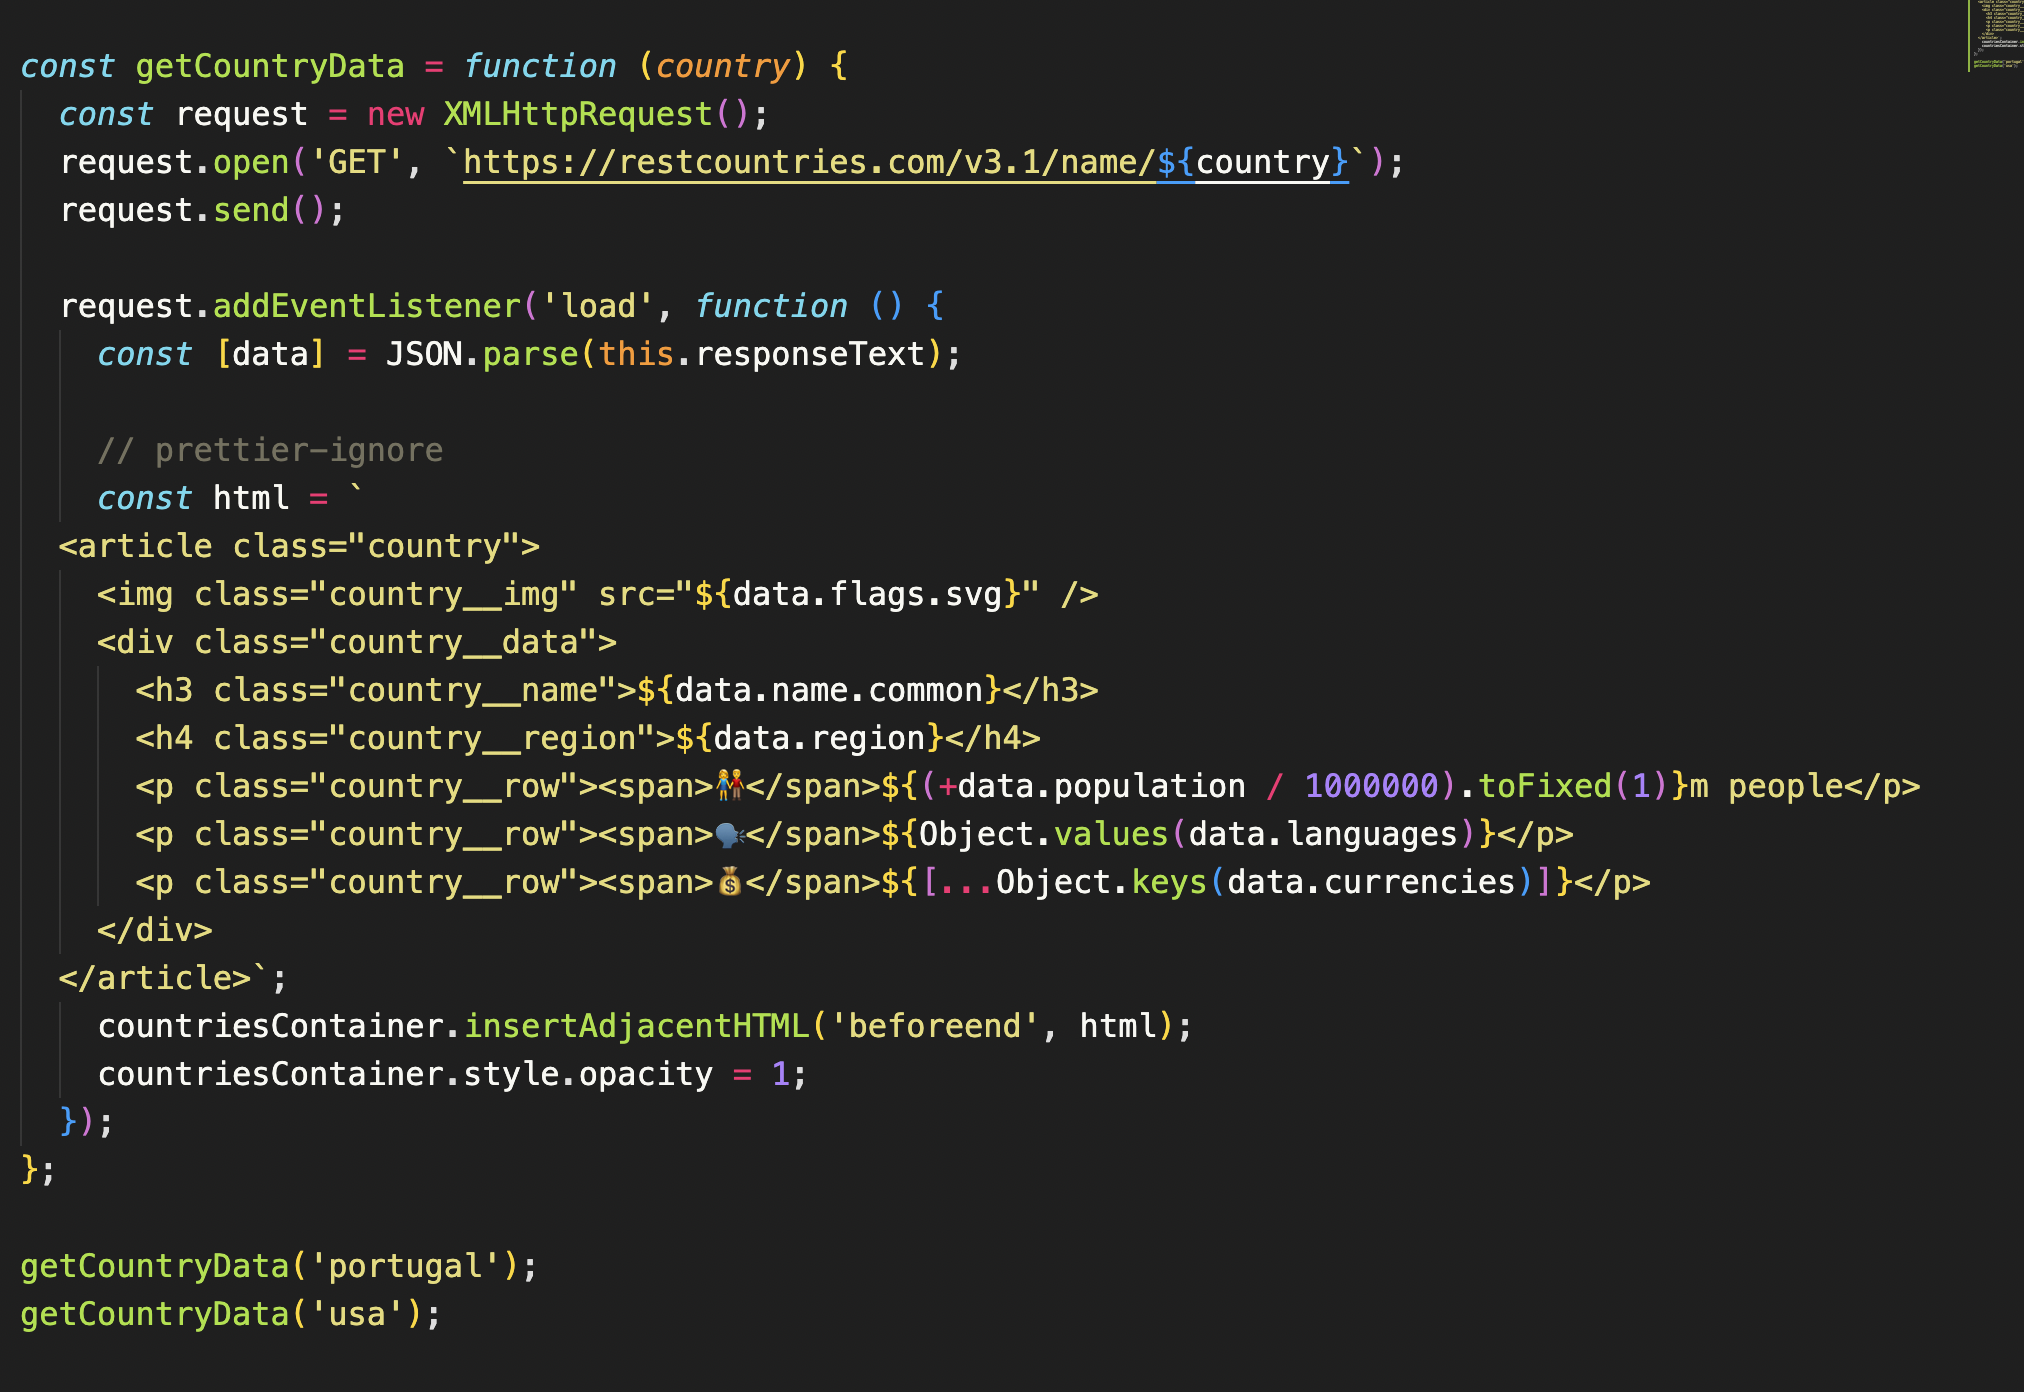 const getCountryData = function (country) {
  const request = new XMLHttpRequest();
  request.open('GET', `https://restcountries.com/v3.1/name/${country}`);
  request.send();

  request.addEventListener('load', function () {
    const [data] = JSON.parse(this.responseText);

    // prettier-ignore
    const html = `
  <article class="country">
    <img class="country__img" src="${data.flags.svg}" />
    <div class="country__data">
      <h3 class="country__name">${data.name.common}</h3>
      <h4 class="country__region">${data.region}</h4>
      <p class="country__row"><span>👫</span>${(+data.population / 1000000).toFixed(1)}m people</p>
      <p class="country__row"><span>🗣️</span>${Object.values(data.languages)}</p>
      <p class="country__row"><span>💰</span>${[...Object.keys(data.currencies)]}</p>
    </div>
  </article>`;
    countriesContainer.insertAdjacentHTML('beforeend', html);
    countriesContainer.style.opacity = 1;
  });
};

getCountryData('portugal');
getCountryData('usa');